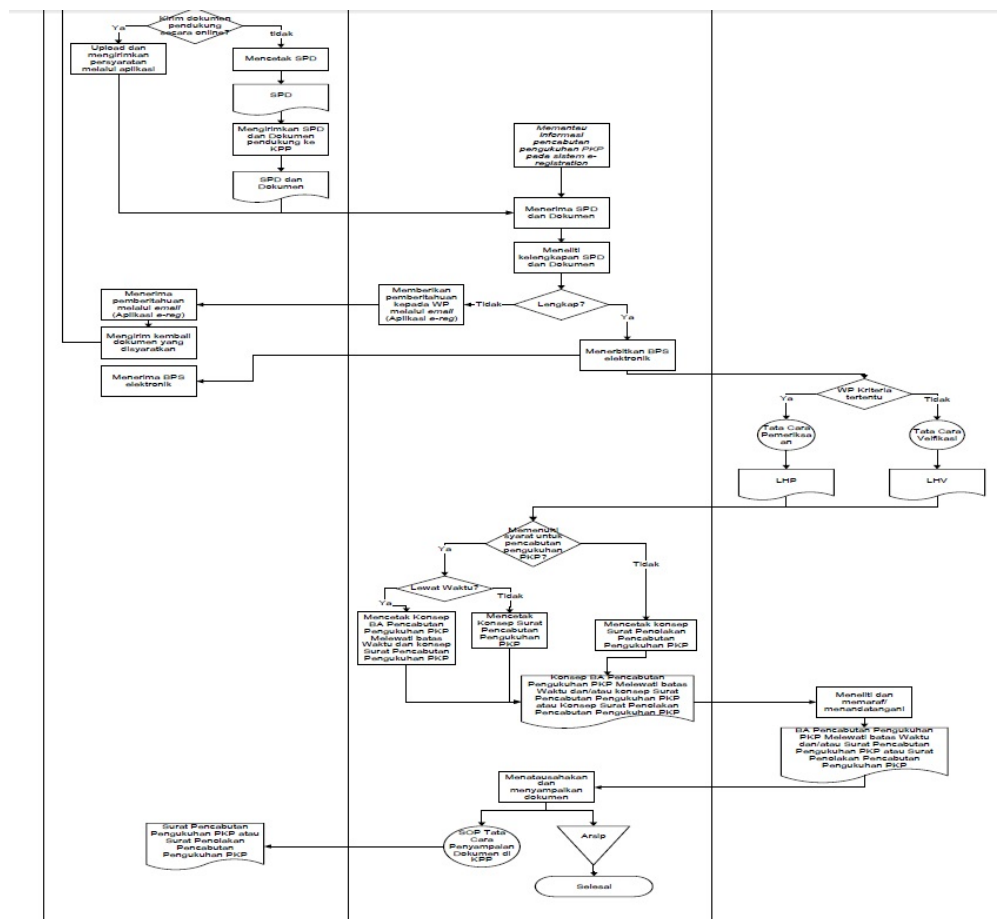 Kirim dokumen
pendukung
secara online?
Ya
tidak
Upload dan
mengirimkan
persyaratan
melalui aplikasi
Mencetak SPD
SPD
Mengirimkan SPD
dan Dokumen
pendukung ke
KPP
SPD dan
Dokumen
Memantau
informasi
pencabutan
pengukuhan PKP
pada sistem e-
registration
Menerima SPD
dan Dokumen
Meneliti
kelengkapan SPD
dan Dokumen
Lengkap?
Tidak
Ya
Memberikan
pemberitahuan
kepada WP
melalui email
(Aplikasi e-reg)
Menerima
pemberitahuan
melalui email
(Aplikasi e-reg)
Mengirim kembali
dokumen yang
disyaratkan
Menerbitkan BPS
elektronik
Menerima BPS
elektronik
WP Kriteria
tertentu
Ya
Tidak
Tata Cara
Pemeriksa
an
Tata Cara
Veifikasi
LHP
LHV
Memenuhi
syarat untuk
pencabutan
pengukuhan
PKP?
Ya
Tidak
Lewat Waktu?
Ya
Tidak
Mencetak Konsep
BA Pencabutan
Pengukuhan PKP
Melewati batas
Waktu dan konsep
Surat Pencabutan
Pengukuhan PKP
Mencetak
Konsep Surat
Pencabutan
Pengukuhan
PKP
Mencetak konsep
Surat Penolakan
Pencabutan
Pengukuhan PKP
Konsep BA Pencabutan
Pengukuhan PKP Melewati batas
Waktu dan/atau konsep Surat
Pencabutan Pengukuhan PKP
atau Konsep Surat Penolakan
Pencabutan Pengukuhan PKP
Meneliti dan
memaraf/
menandatangani
BA Pencabutan Pengukuhan
PKP Melewati batas Waktu
dan/atau Surat Pencabutan
Pengukuhan PKP atau Surat
Penolakan Pencabutan
Pengukuhan PKP
Menatausahakan
dan
menyampaikan
dokumen
SOP Tata
Cara
Penyampaian
Dokumen di
KPP
Arsip
Surat Pencabutan
Pengukuhan PKP atau
Surat Penolakan
Pencabutan
Pengukuhan PKP
Selesai